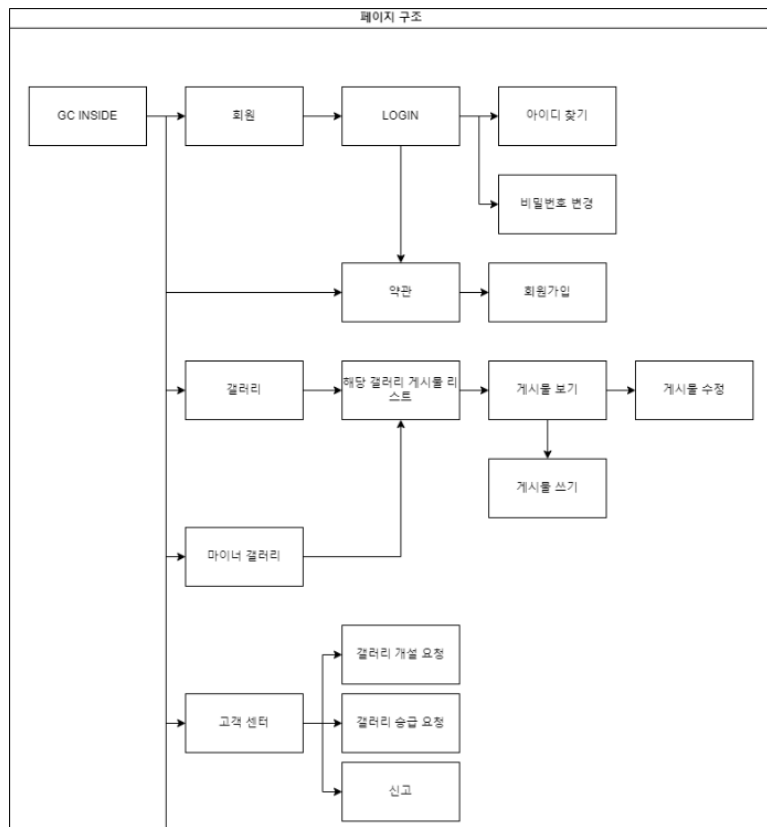 페이지 구조
GC INSIDE
회원
LOGIN
아이디 찾기
비밀번호 변경
약관
회원가입
갤러리
해당 갤러리 게시물 리
스트
게시물 보기
게시물 수정
게시물 쓰기
마이너 갤러리
갤러리 개설 요청
고객 센터
갤러리 승급 요청
신고